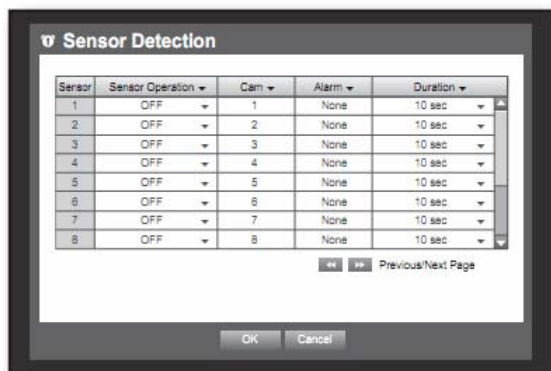 Sensor Detection
Sensor Sensor Operation Cam Alarm Duration
1 OFF 1 None 10 sec
2 OFF 2 None 10 sec
3 OFF 3 None 10 sec
4 OFF 4 None 10 sec
5 OFF 5 None 10 sec
6 OFF 6 None 10 sec
7 OFF 7 None 10 sec
8 OFF 8 None 10 sec
Previous/Next Page
OK Cancel